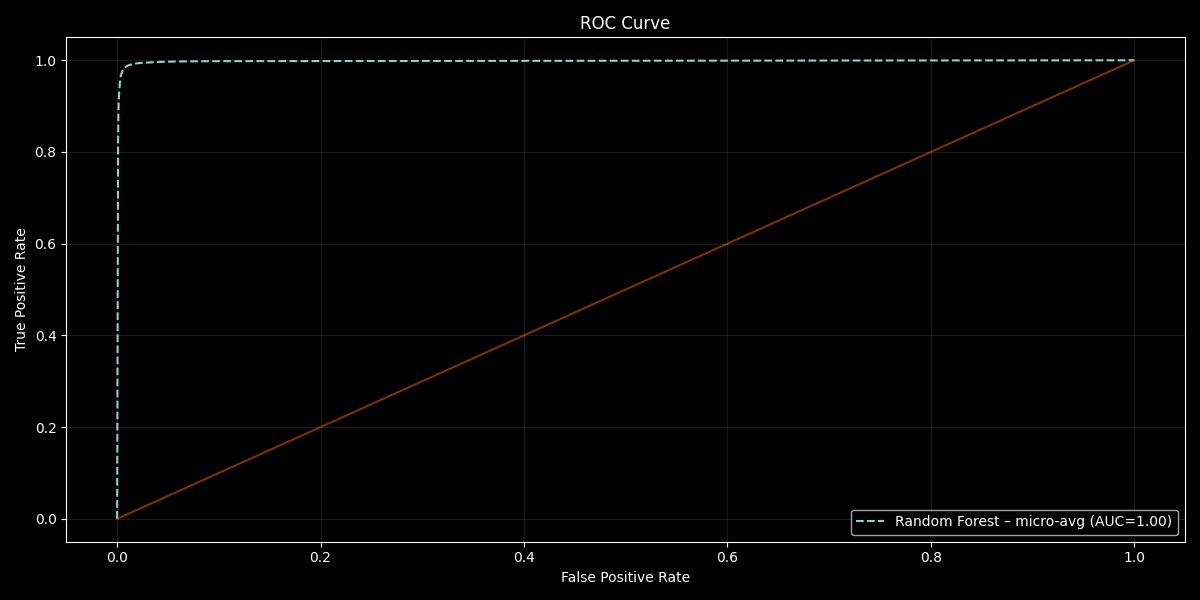 ROC Curve
True Positive Rate
1.0
0.8
0.6
0.4
0.2
0.0
0.0 0.2 0.4 0.6 0.8 1.0
False Positive Rate
Random Forest – micro-avg (AUC=1.00)